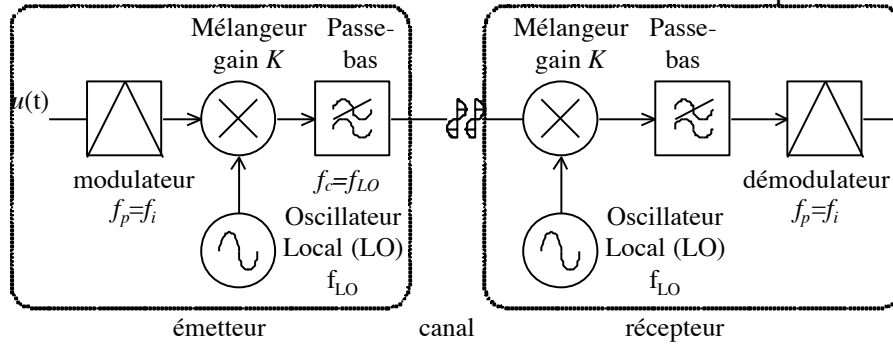 Mélangeur
gain K
Passe-
bas
u(t)
modulateur
fp=fi
fc=fLO
Oscillateur
Local (LO)
fLO
Mélangeur
gain K
Passe-
bas
démodulateur
fp=fi
Oscillateur
Local (LO)
fLO
émetteur
canal
récepteur